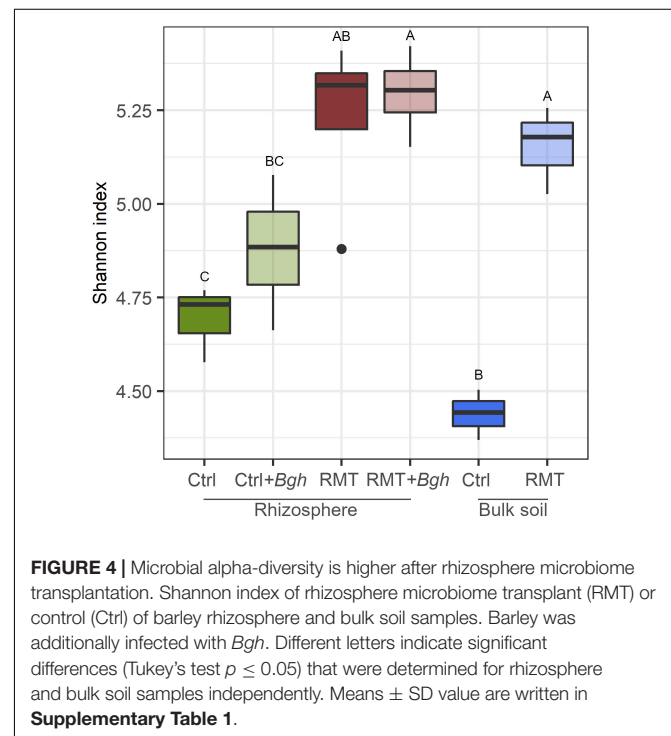 AB
A
A
BC
C
B
Shannon index
5.25
5.00
4.75
4.50
Ctrl Ctrl+Bgh RMT RMT+Bgh Ctrl RMT
Rhizosphere Bulk soil
FIGURE 4 | Microbial alpha-diversity is higher after rhizosphere microbiome
transplantation. Shannon index of rhizosphere microbiome transplant (RMT) or
control (Ctrl) of barley rhizosphere and bulk soil samples. Barley was
additionally infected with Bgh. Different letters indicate significant
differences (Tukey's test p ≤ 0.05) that were determined for rhizosphere
and bulk soil samples independently. Means ± SD value are written in
Supplementary Table 1.